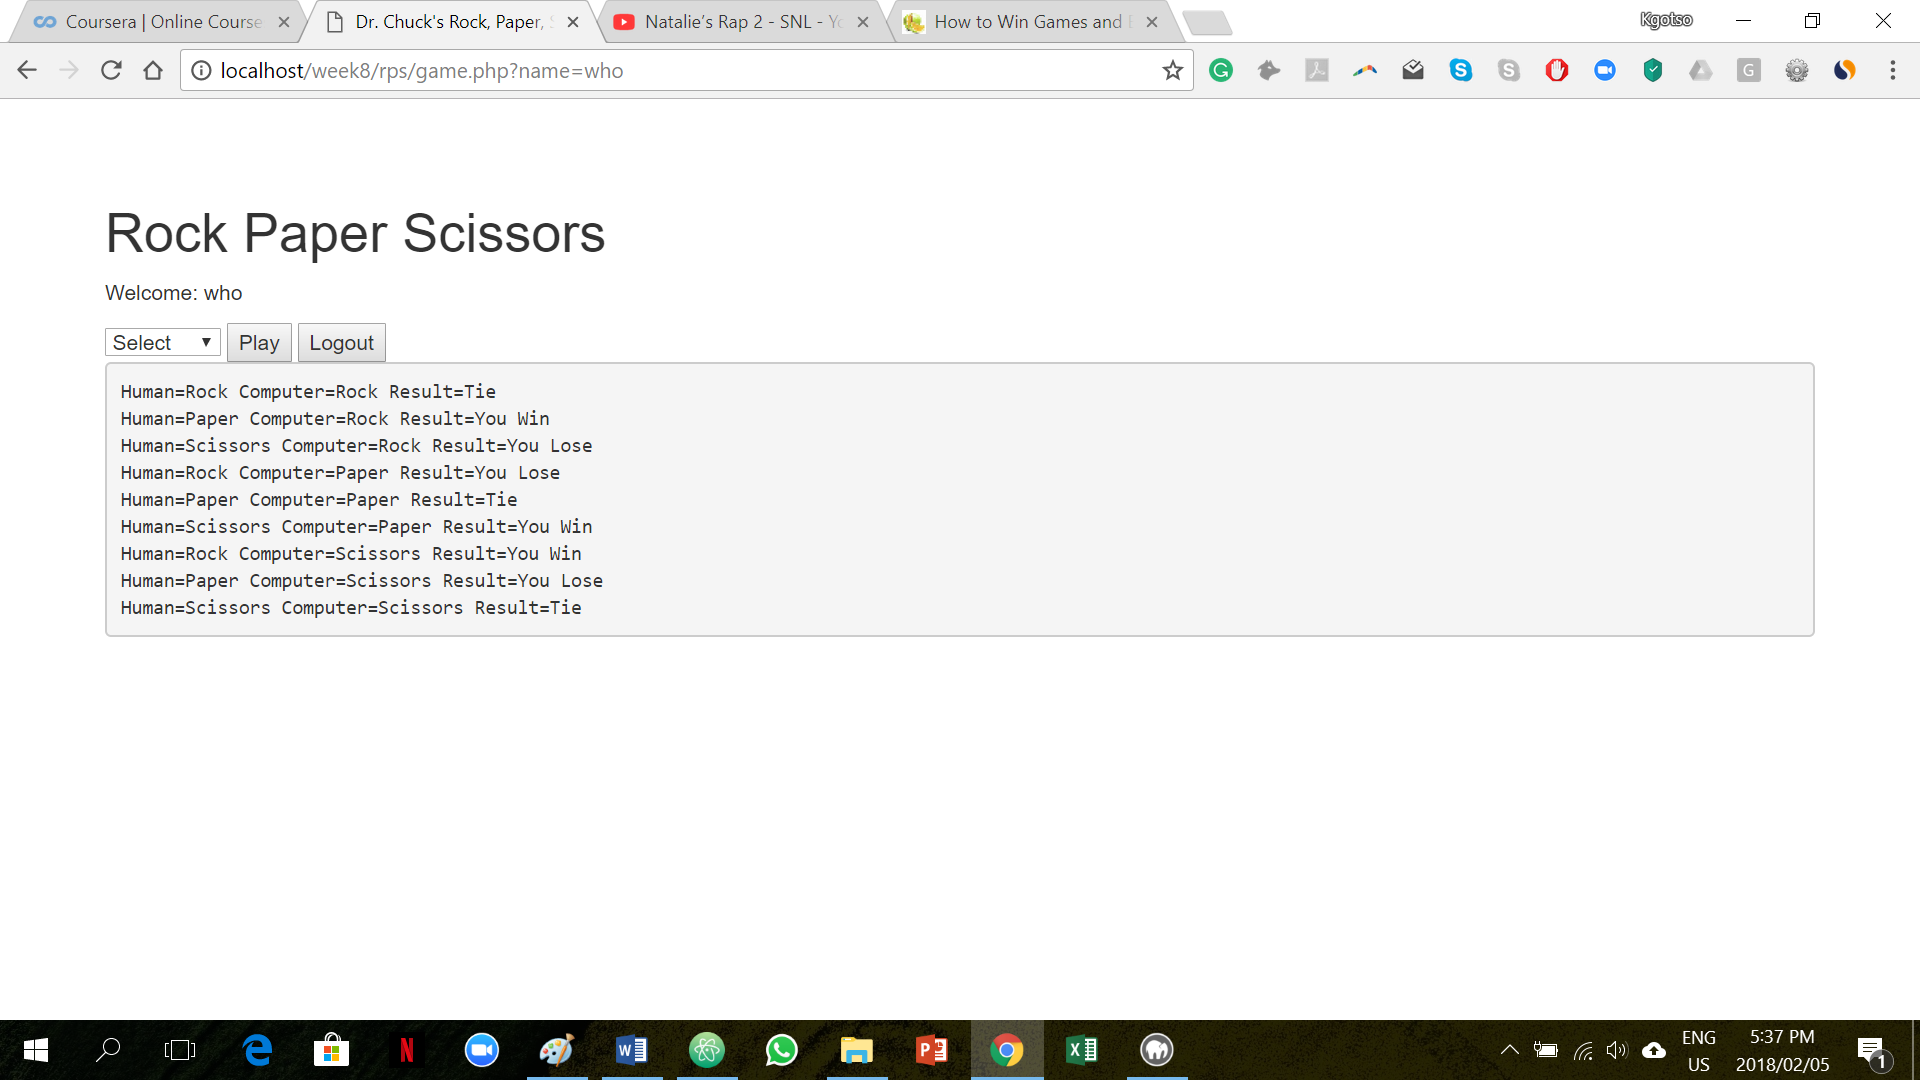 Coursera | Online Course
Dr. Chuck's Rock, Paper, S
Natalie's Rap 2 - SNL - Yo
How to Win Games and B
Kgotso
localhost/week8/rps/game.php?name=who
Rock Paper Scissors
Welcome: who
Select Play Logout
Human=Rock Computer=Rock Result=Tie
Human=Paper Computer=Rock Result=You Win
Human=Scissors Computer=Rock Result=You Lose
Human=Rock Computer=Paper Result=You Lose
Human=Paper Computer=Paper Result=Tie
Human=Scissors Computer=Paper Result=You Win
Human=Rock Computer=Scissors Result=You Win
Human=Paper Computer=Scissors Result=You Lose
Human=Scissors Computer=Scissors Result=Tie
ENG 5:37 PM
US 2018/02/05 1